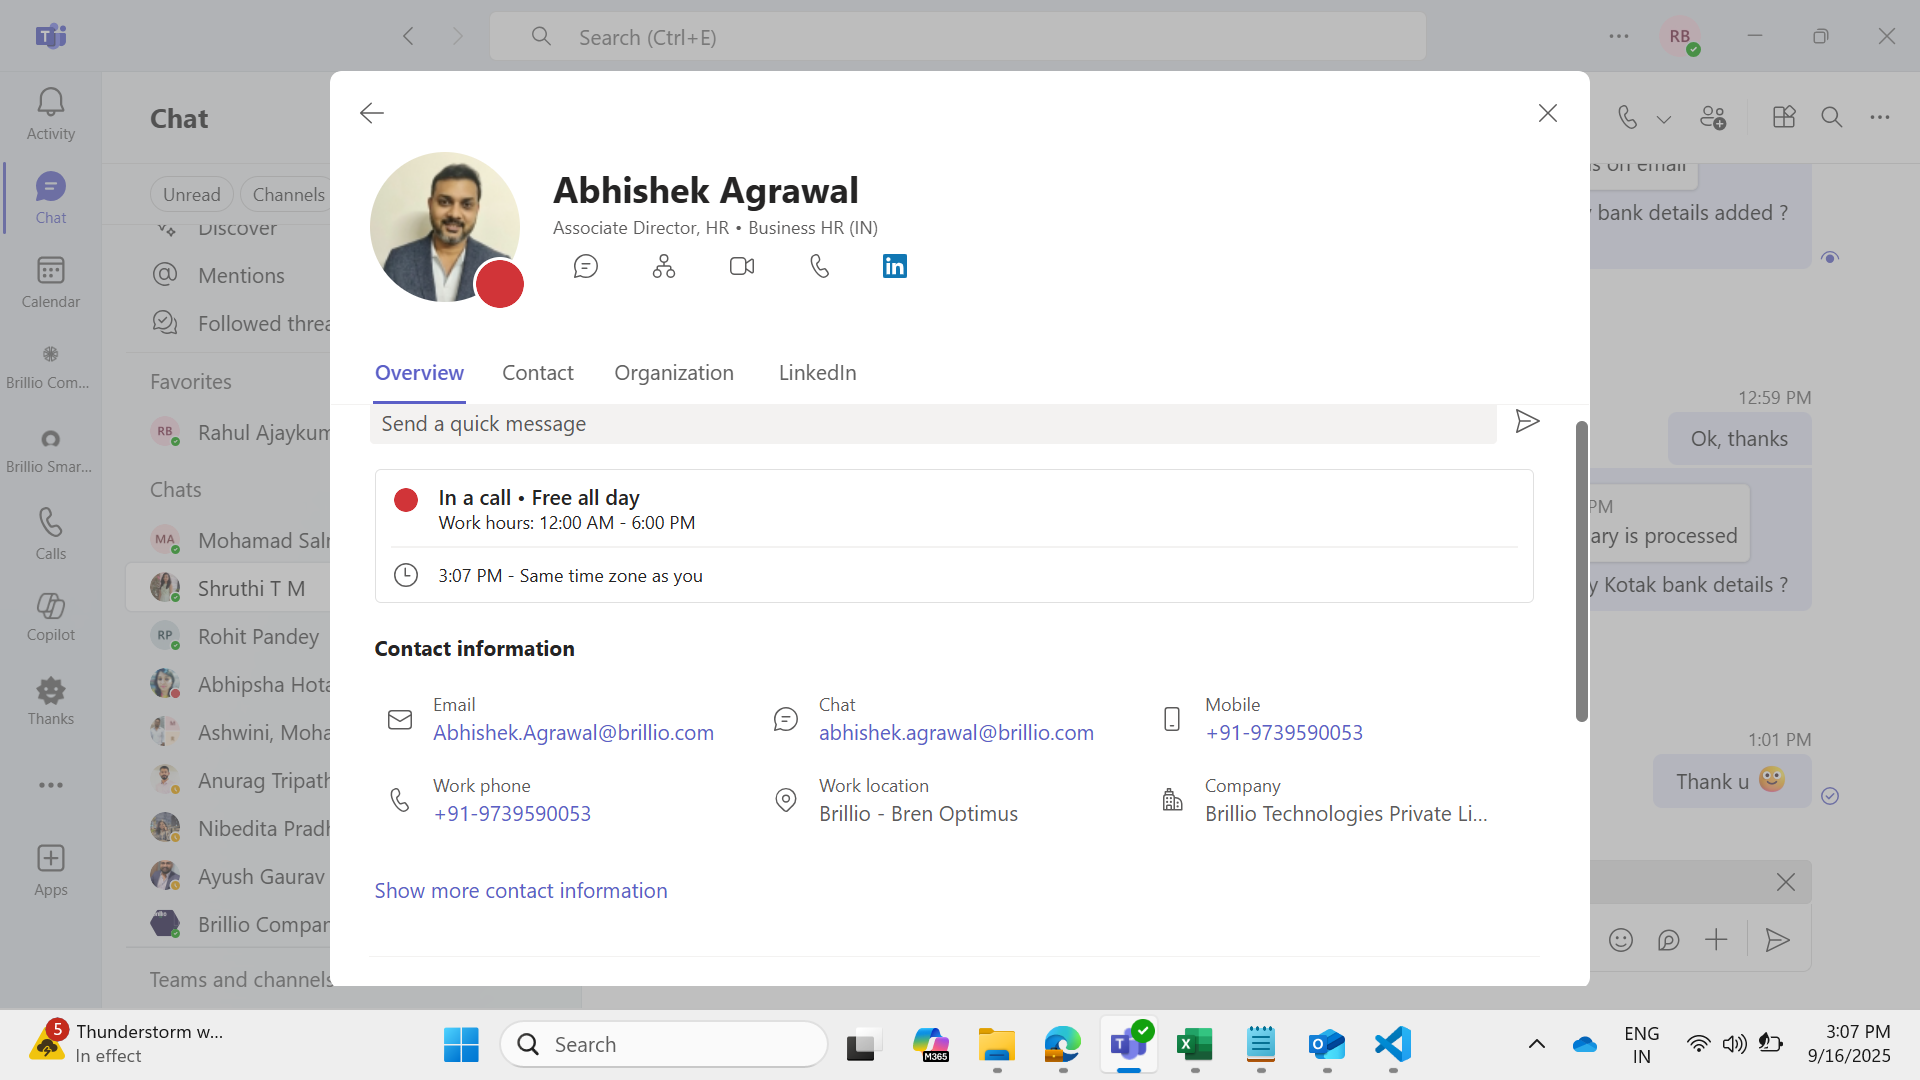 Search (Ctrl+E)
RB
Activity
Chat
Calendar
Brillio Com...
Brillio Smar...
Calls
Copilot
Thanks
Apps
Chat
Unread
Channels
Discover
Mentions
Followed threa
Favorites
RB
Rahul Ajaykum
Chats
MA
Mohamad Saln
Shruthi T M
RP
Rohit Pandey
Abhipsha Hota
Ashwini, Moha
Anurag Tripath
Nibedita Pradh
Ayush Gaurav
Brillio Compan
Teams and channels
Abhishek Agrawal
Associate Director, HR • Business HR (IN)
in
Overview
Contact
Organization
LinkedIn
Send a quick message
In a call • Free all day
Work hours: 12:00 AM - 6:00 PM
3:07 PM - Same time zone as you
Contact information
Email
Abhishek.Agrawal@brillio.com
Chat
abhishek.agrawal@brillio.com
Mobile
+91-9739590053
Work phone
+91-9739590053
Work location
Brillio - Bren Optimus
Company
Brillio Technologies Private Li...
Show more contact information
s on email
bank details added ?
12:59 PM
Ok, thanks
PM
ary is processed
y Kotak bank details ?
1:01 PM
Thank u
5
Thunderstorm w...
In effect
Search
M365
ENG
IN
3:07 PM
9/16/2025